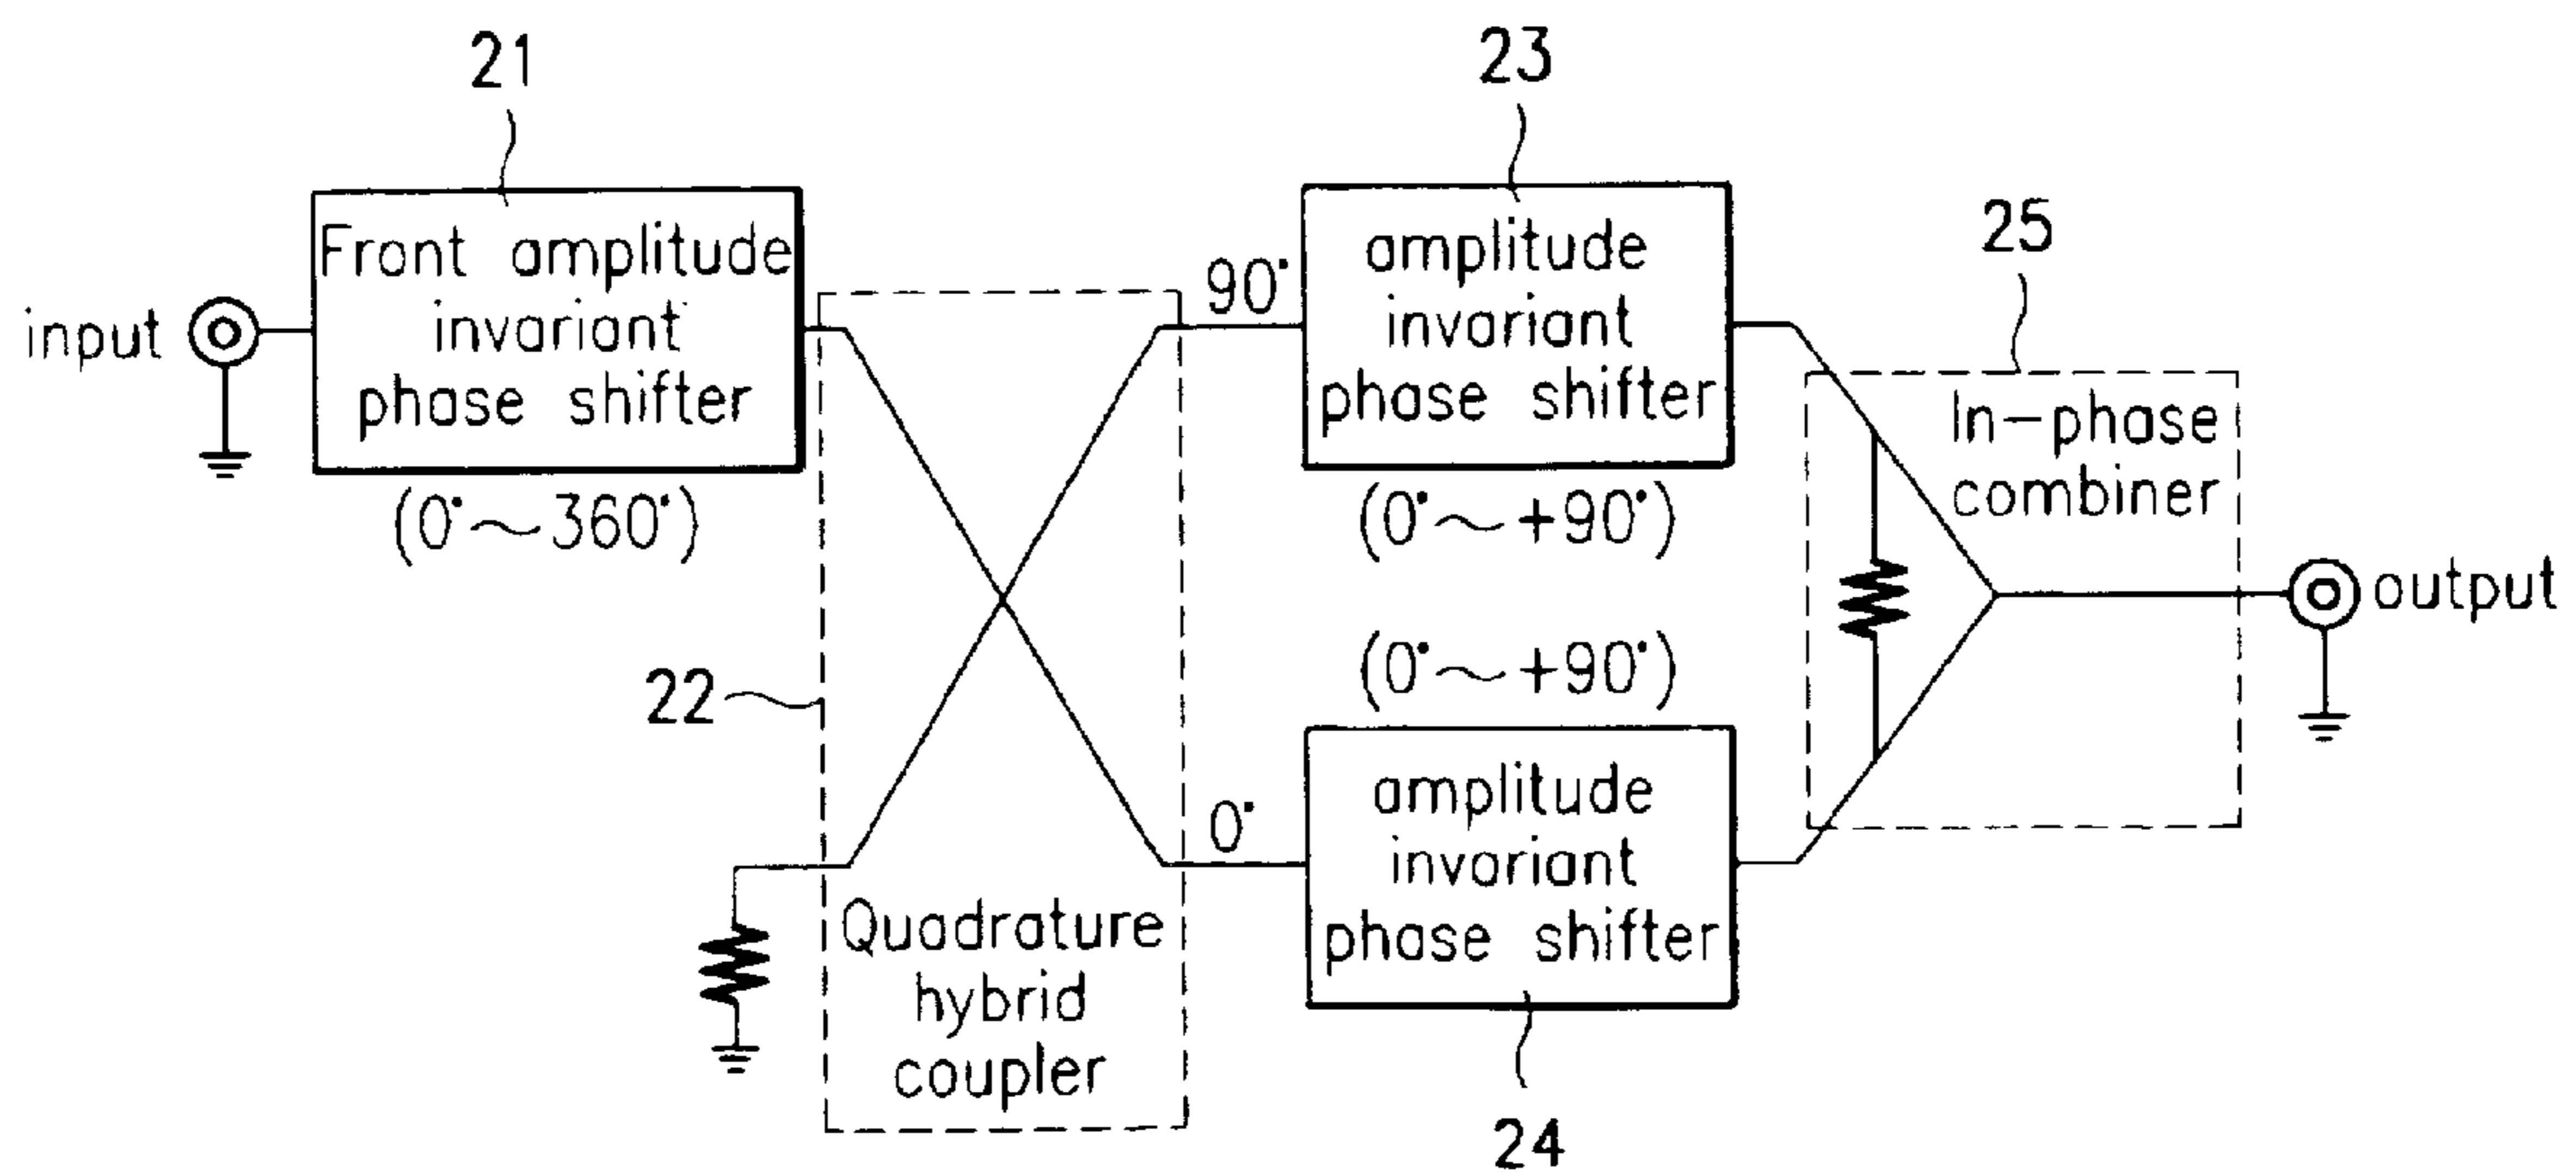 21
23
25
input
Front amplitude
invariant
phase shifter
(0°~360°)
90°
amplitude
invariant
phase shifter
(0°~+90°)
In-phase
combiner
output
22
(0°~+90°)
0°
amplitude
invariant
phase shifter
Quadrature
hybrid
coupler
24